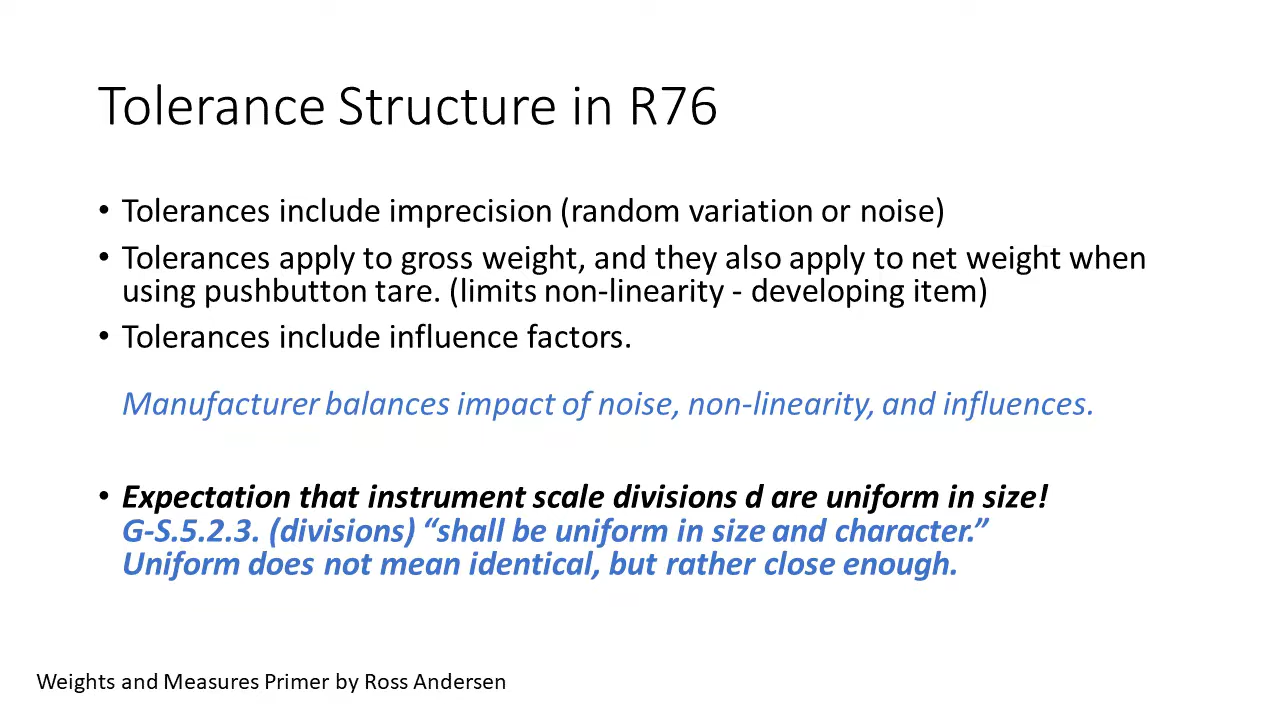 Tolerance Structure in R76
• Tolerances include imprecision (random variation or noise)
• Tolerances apply to gross weight, and they also apply to net weight when
using pushbutton tare. (limits non-linearity - developing item)
• Tolerances include influence factors.
Manufacturer balances impact of noise, non-linearity, and influences.
• Expectation that instrument scale divisions d are uniform in size!
G-S.5.2.3. (divisions) “shall be uniform in size and character.”
Uniform does not mean identical, but rather close enough.
Weights and Measures Primer by Ross Andersen